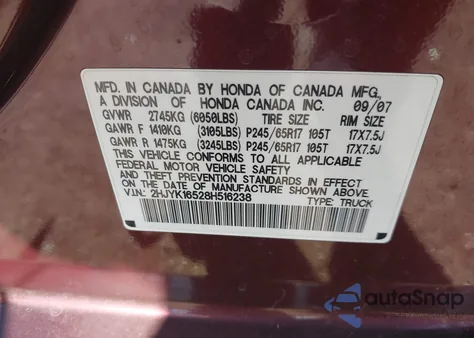 MFD. IN CANADA BY HONDA OF CANADA MFG.,
A DIVISION OF HONDA CANADA INC. 09/07
GVWR 2745KG (6050LBS) TIRE SIZE RIM SIZE
GAWR F 1410KG (3105LBS) P245/65R17 105T 17X7.5J
GAWR R 1475KG (3245LBS) P245/65R17 105T 17X7.5J
THIS VEHICLE CONFORMS TO ALL APPLICABLE
FEDERAL MOTOR VEHICLE SAFETY
AND THEFT PREVENTION STANDARDS IN EFFECT
ON THE DATE OF MANUFACTURE SHOWN ABOVE.
V.I.N: 2HJYK16528H516238 TYPE: TRUCK
autoSnap